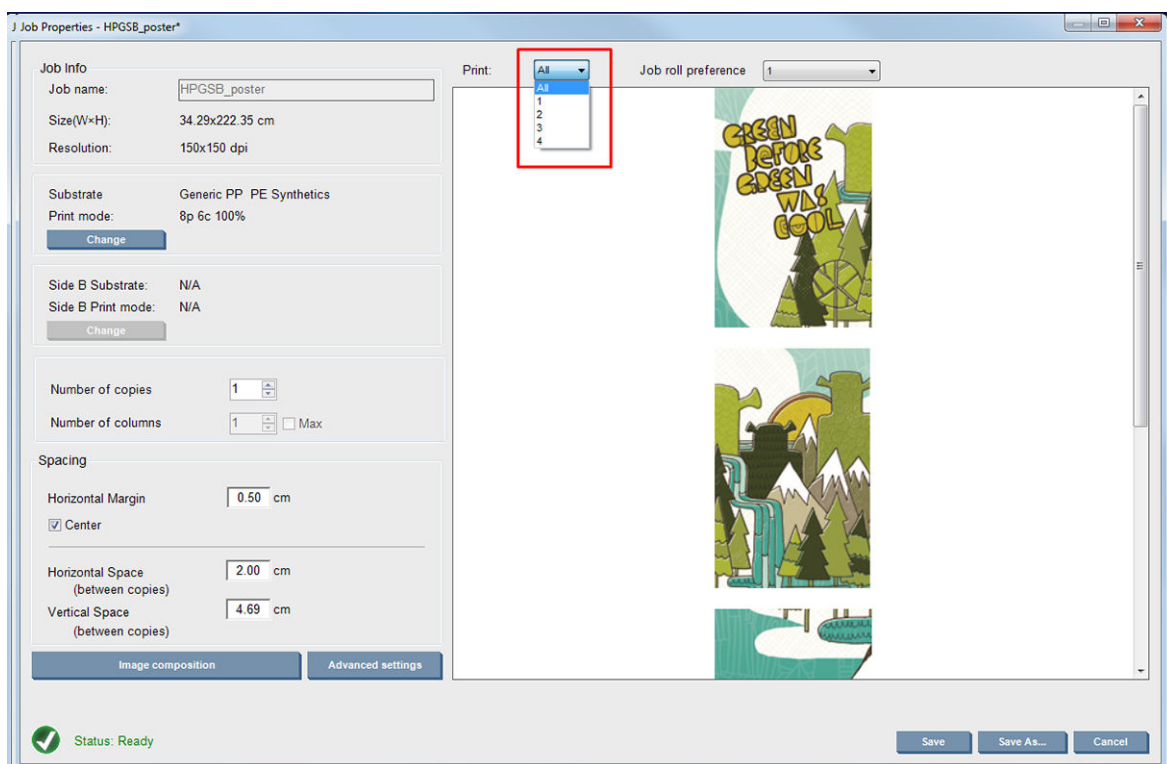 J Job Properties - HPGSB_poster*
Job Info
Job name: HPGSB_poster
Size(W×H): 34.29x222.35 cm
Resolution: 150x150 dpi
Substrate Generic PP PE Synthetics
Print mode: 8p 6c 100%
Change
Side B Substrate: N/A
Side B Print mode: N/A
Change
Number of copies 1
Number of columns 1 Max
Spacing
Horizontal Margin 0.50 cm
Center
Horizontal Space 2.00 cm
(between copies)
Vertical Space 4.69 cm
(between copies)
Image composition Advanced settings
Print: All Job roll preference 1
All
1
2
3
4
GREEN
BEFORE
GREEN
WAS
COOL
Status: Ready
Save Save As... Cancel